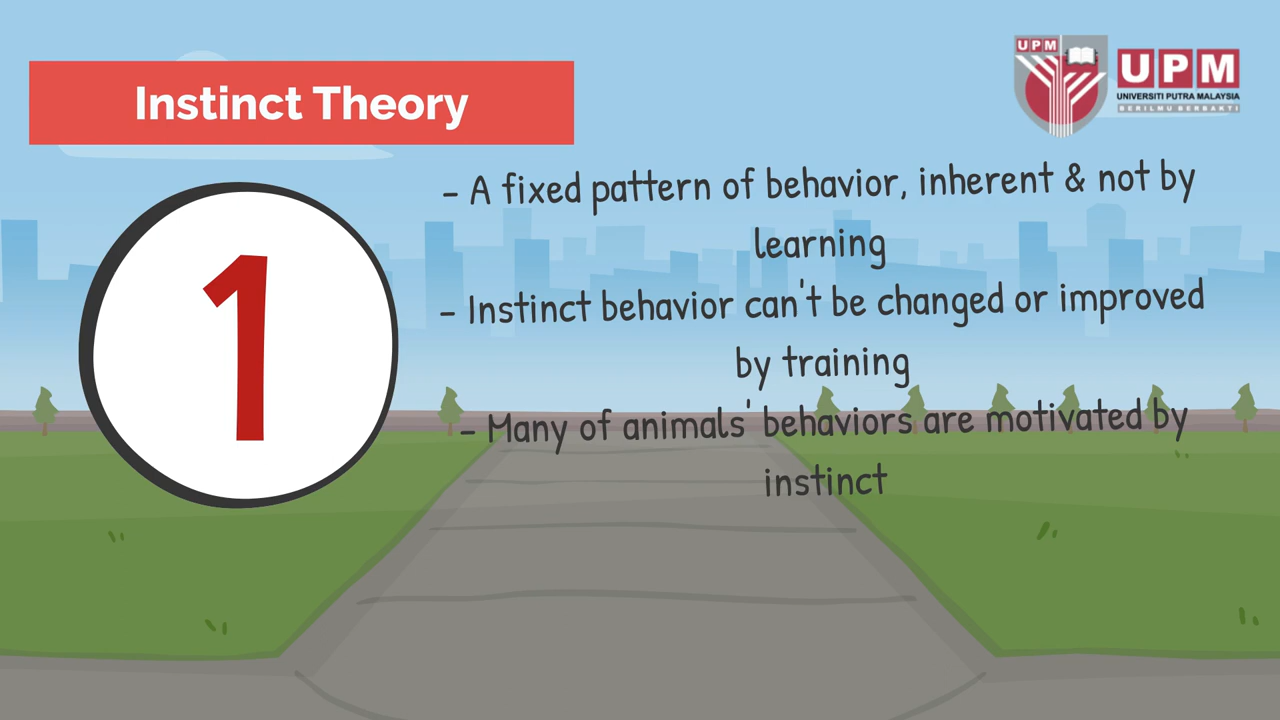 Instinct Theory
UPM
UPM
UNIVERSITI PUTRA MALAYSIA
BERILMU BERBAKTI
1
- A fixed pattern of behavior, inherent & not by
learning
- Instinct behavior can't be changed or improved
by training
- Many of animals' behaviors are motivated by
instinct